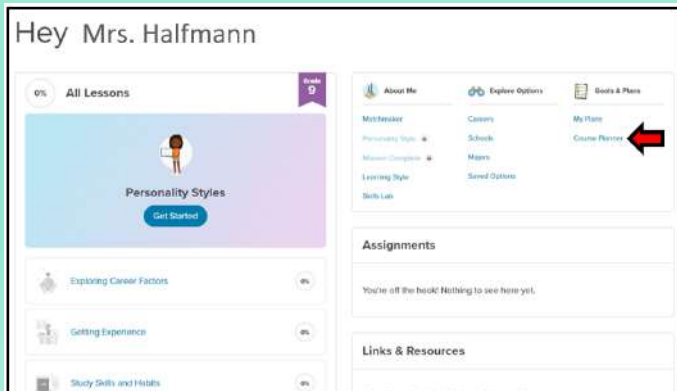 Hey Mrs. Halfmann
0%
All Lessons
Grade
9
Personality Styles
Get Started
Exploring Career Factors
0%
Getting Experience
0%
Study Skills and Habits
0%
About Me
Matchmaker
Personality Style
Mission Complete
Learning Style
Skills Lab
Explore Options
Careers
Schools
Majors
Saved Options
Goals & Plans
My Plans
Course Planner
Assignments
You're off the hook! Nothing to see here yet.
Links & Resources